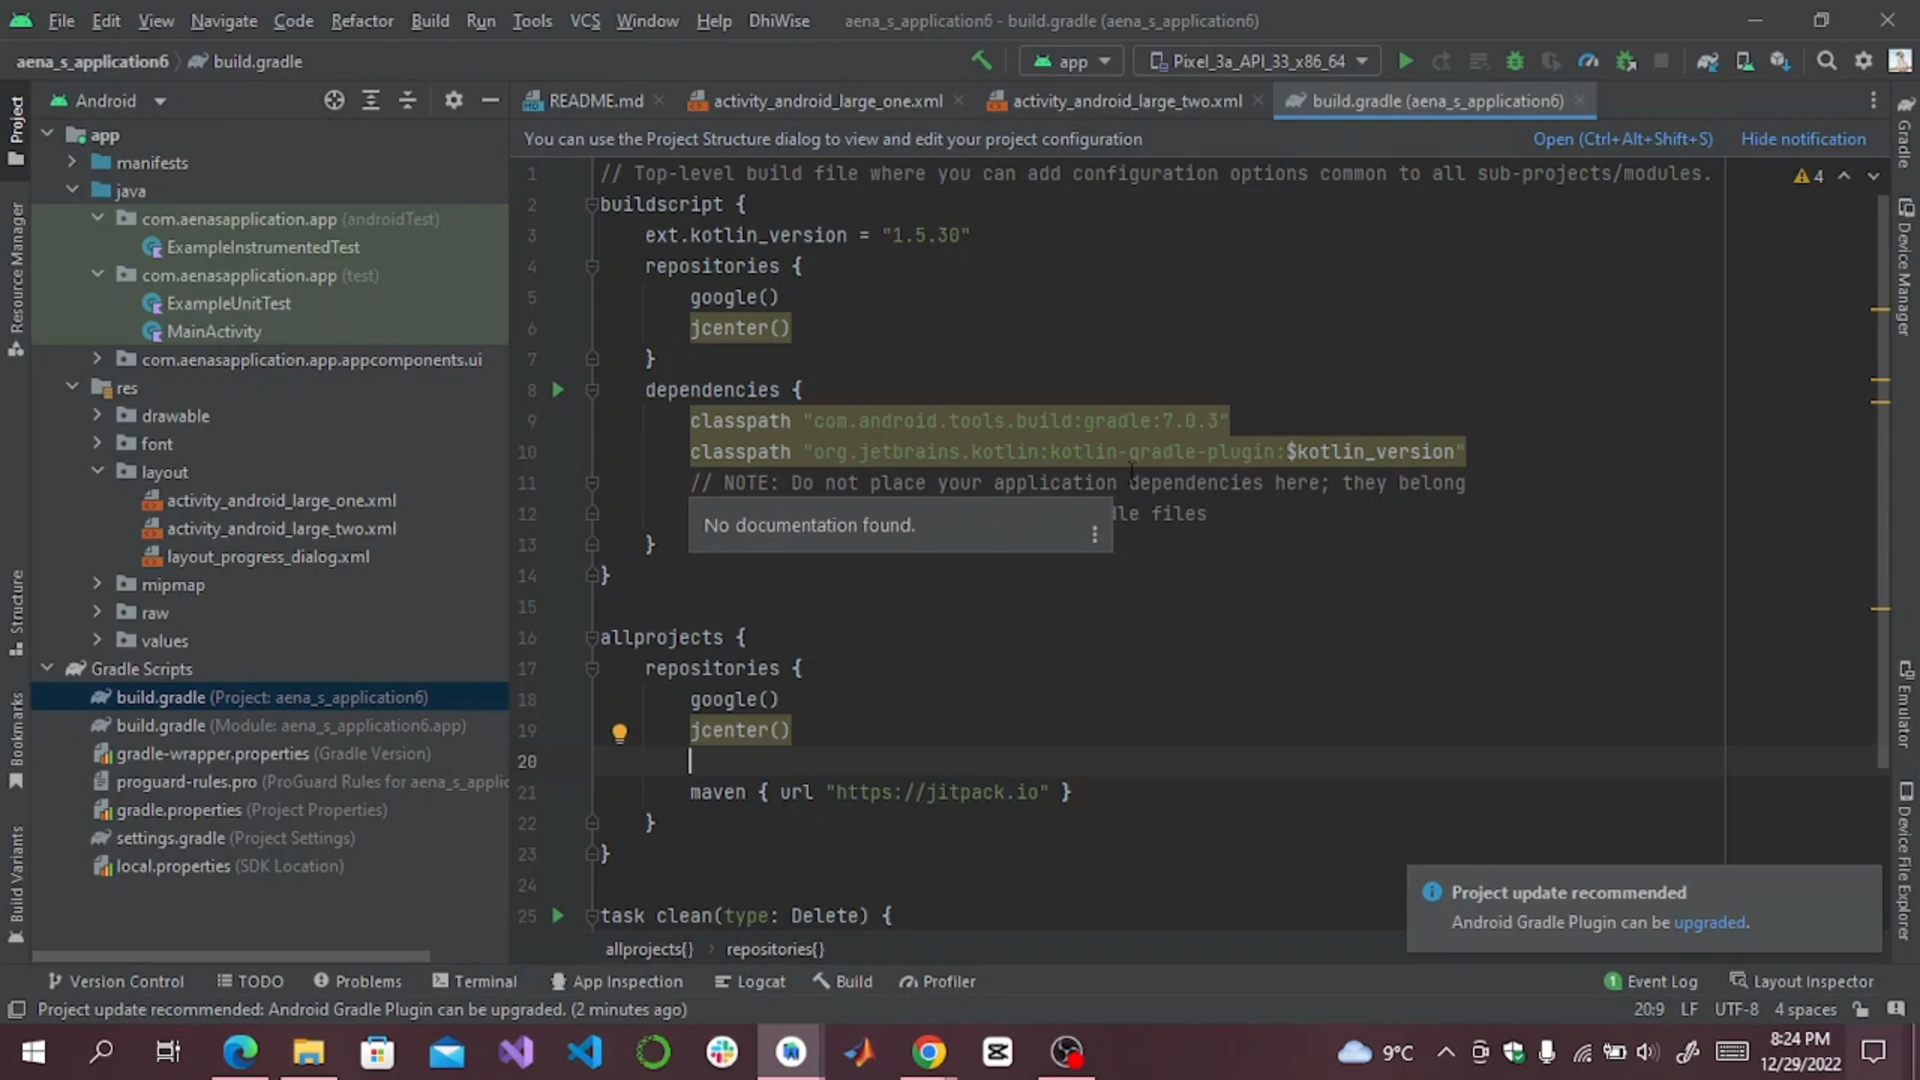 File Edit View Navigate Code Refactor Build Run Tools VCS Window Help DhiWise aena_s_application6 - build.gradle (aena_s_application6)
aena_s_application6 build.gradle app Pixel_3a_API_33_x86_64
Android README.md activity_android_large_one.xml activity_android_large_two.xml build.gradle (aena_s_application6)
You can use the Project Structure dialog to view and edit your project configuration Open (Ctrl+Alt+Shift+S) Hide notification
Project
Resource Manager
Structure
Bookmarks
Build Variants
app
manifests
java
com.aenasapplication.app (androidTest)
ExampleInstrumentedTest
com.aenasapplication.app (test)
ExampleUnitTest
MainActivity
com.aenasapplication.app.appcomponents.ui
res
drawable
font
layout
activity_android_large_one.xml
activity_android_large_two.xml
layout_progress_dialog.xml
mipmap
raw
values
Gradle Scripts
build.gradle (Project: aena_s_application6)
build.gradle (Module: aena_s_application6.app)
gradle-wrapper.properties (Gradle Version)
proguard-rules.pro (ProGuard Rules for aena_s_applic
gradle.properties (Project Properties)
settings.gradle (Project Settings)
local.properties (SDK Location)
1 // Top-level build file where you can add configuration options common to all sub-projects/modules.
2 buildscript {
3 ext.kotlin_version = "1.5.30"
4 repositories {
5 google()
6 jcenter()
7 }
8 dependencies {
9 classpath "com.android.tools.build:gradle:7.0.3"
10 classpath "org.jetbrains.kotlin:kotlin-gradle-plugin:$kotlin_version"
11 // NOTE: Do not place your application dependencies here; they belong
12 dle files
No documentation found.
13 }
14 }
15
16 allprojects {
17 repositories {
18 google()
19 jcenter()
20
21 maven { url "https://jitpack.io" }
22 }
23 }
24
25 task clean(type: Delete) {
allprojects{} repositories{}
4
Gradle
Device Manager
Emulator
Device File Explorer
Project update recommended
Android Gradle Plugin can be upgraded.
Version Control TODO Problems Terminal App Inspection Logcat Build Profiler 1 Event Log Layout Inspector
Project update recommended: Android Gradle Plugin can be upgraded. (2 minutes ago) 20:9 LF UTF-8 4 spaces
9°C 8:24 PM
12/29/2022